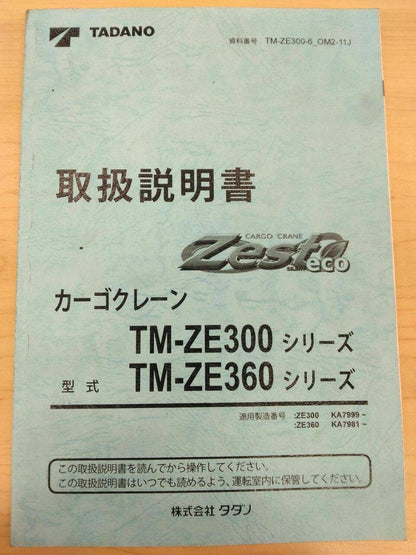 TADANO
資料番号 TM-ZE300-6_OM2-11J
取扱説明書
CARGO CRANE
Zest
eco
カーゴクレーン
TM-ZE300 シリーズ
型式 TM-ZE360 シリーズ
適用製造番号 :ZE300 KA7999~
:ZE360 KA7981~
この取扱説明書を読んでから操作してください。
この取扱説明書はいつでも読めるよう、運転室内に保管してください。
株式会社 タダノ